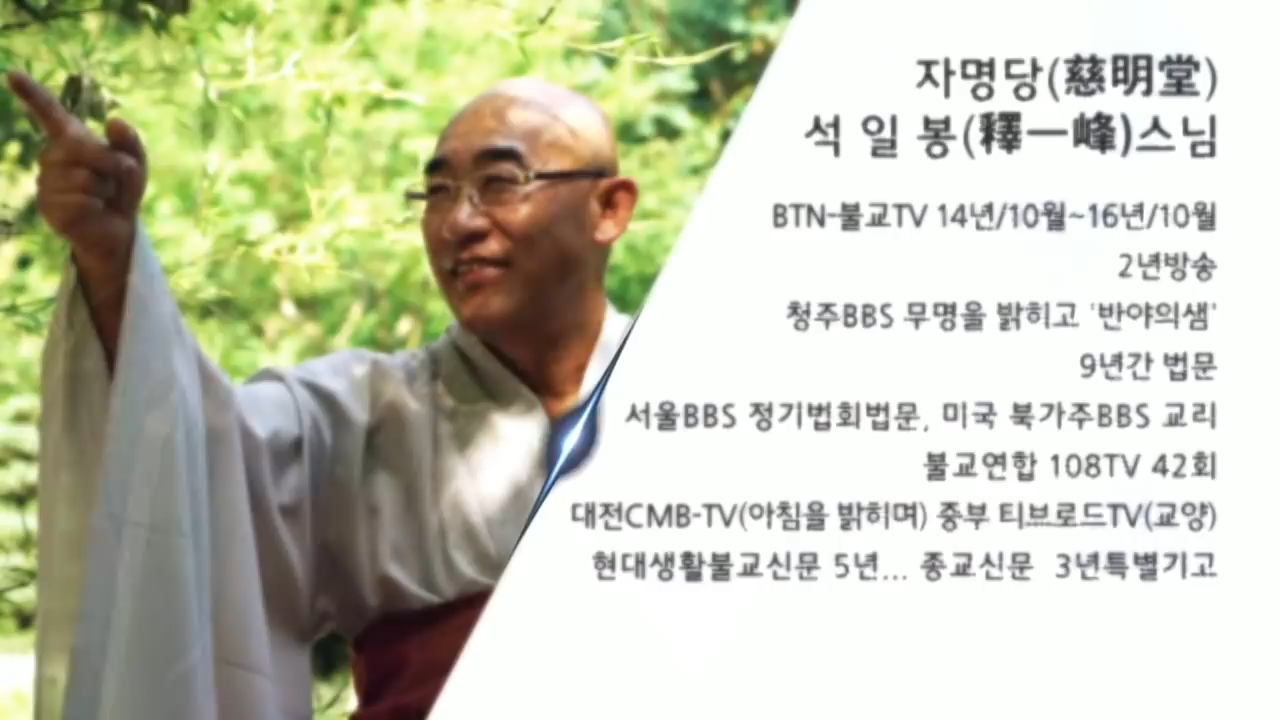 자명당(慈明堂)
석 일 봉(釋一峰)스님
BTN-불교TV 14년/10월~16년/10월
2년방송
청주BBS 무명을 밝히고 '반야의샘'
9년간 법문
서울BBS 정기법회법문, 미국 북가주BBS 교리
불교연합 108TV 42회
대전CMB-TV(아침을 밝히며) 중부 티브로드TV(교양)
현대생활불교신문 5년... 종교신문 3년특별기고